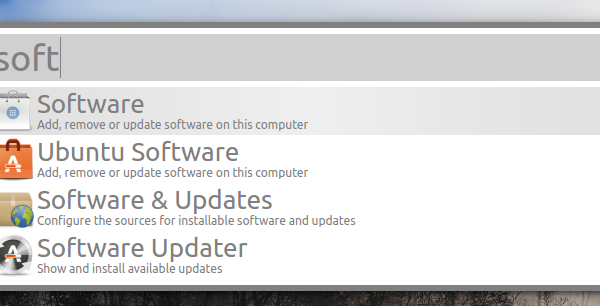 soft
Software
Add, remove or update software on this computer
Ubuntu Software
Add, remove or update software on this computer
Software & Updates
Configure the sources for installable software and updates
Software Updater
Show and install available updates